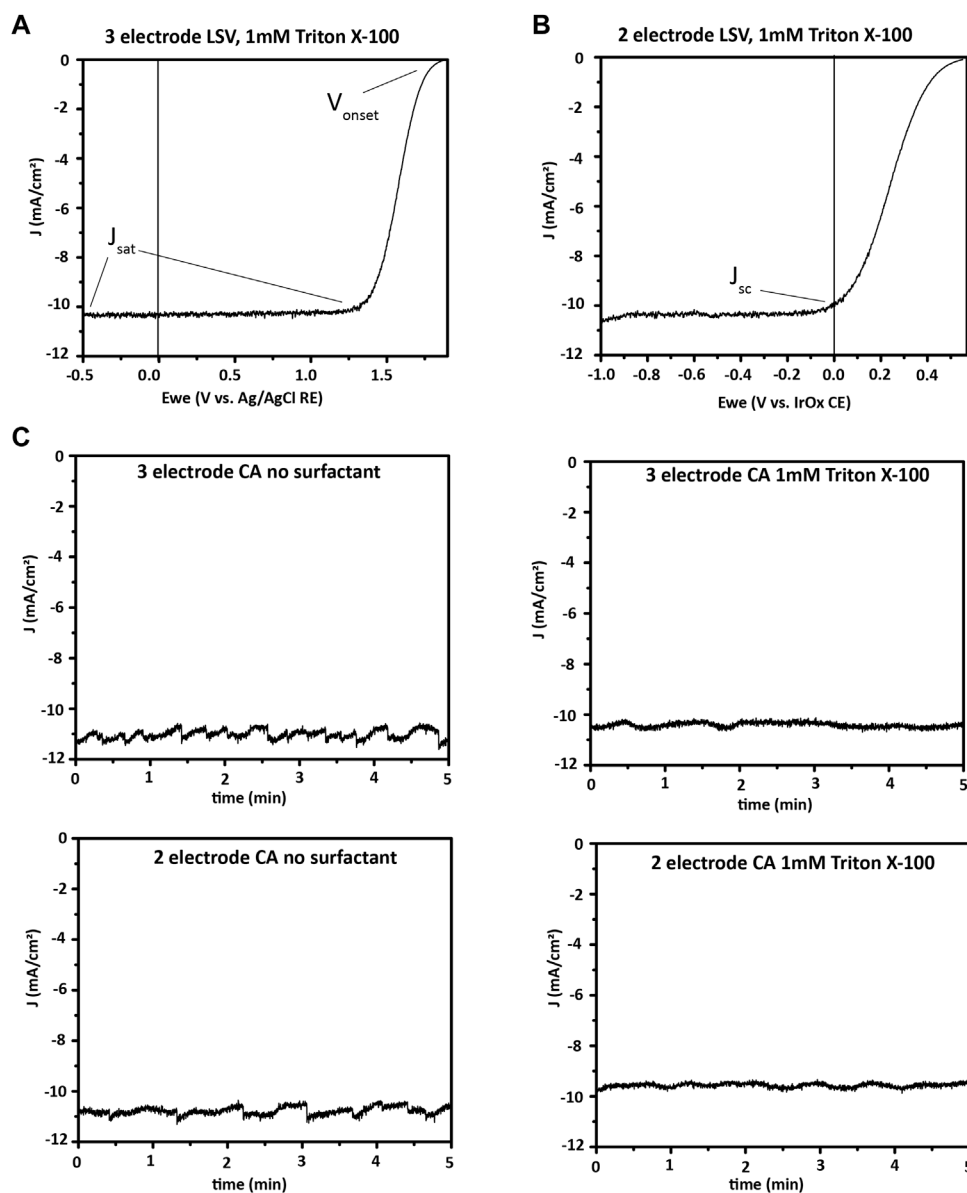 A
3 electrode LSV, 1mM Triton X-100
0
-2
-4
-6
-8
-10
-12
J (mA/cm²)
V onset
J sat
-0.5 0.0 0.5 1.0 1.5
Ewe (V vs. Ag/AgCl RE)
B
2 electrode LSV, 1mM Triton X-100
0
-2
-4
-6
-8
-10
-12
J (mA/cm²)
J sc
-1.0 -0.8 -0.6 -0.4 -0.2 0.0 0.2 0.4
Ewe (V vs. IrOx CE)
C
3 electrode CA no surfactant
0
-2
-4
-6
-8
-10
-12
J (mA/cm²)
0 1 2 3 4 5
time (min)
3 electrode CA 1mM Triton X-100
0
-2
-4
-6
-8
-10
-12
J (mA/cm²)
0 1 2 3 4 5
time (min)
2 electrode CA no surfactant
0
-2
-4
-6
-8
-10
-12
J (mA/cm²)
0 1 2 3 4 5
time (min)
2 electrode CA 1mM Triton X-100
0
-2
-4
-6
-8
-10
-12
J (mA/cm²)
0 1 2 3 4 5
time (min)